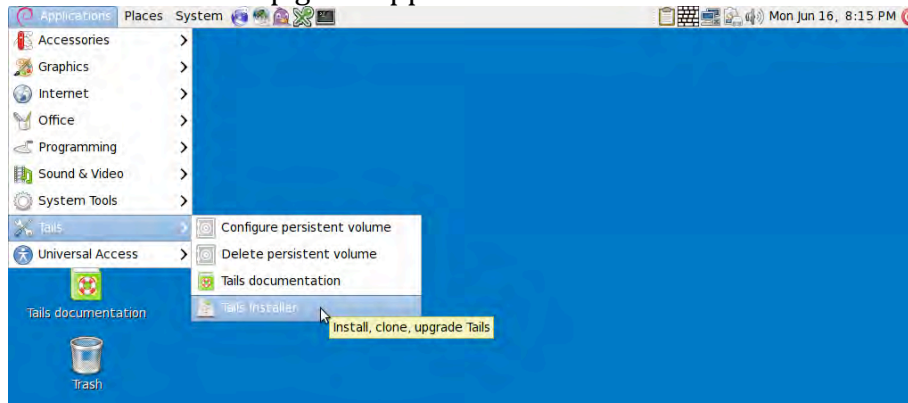 Applications Places System Mon Jun 16, 8:15 PM
Accessories
Graphics
Internet
Office
Programming
Sound & Video
System Tools
Tails
Configure persistent volume
Universal Access
Delete persistent volume
Tails documentation
Tails Installer
Install, clone, upgrade Tails
Tails documentation
Trash